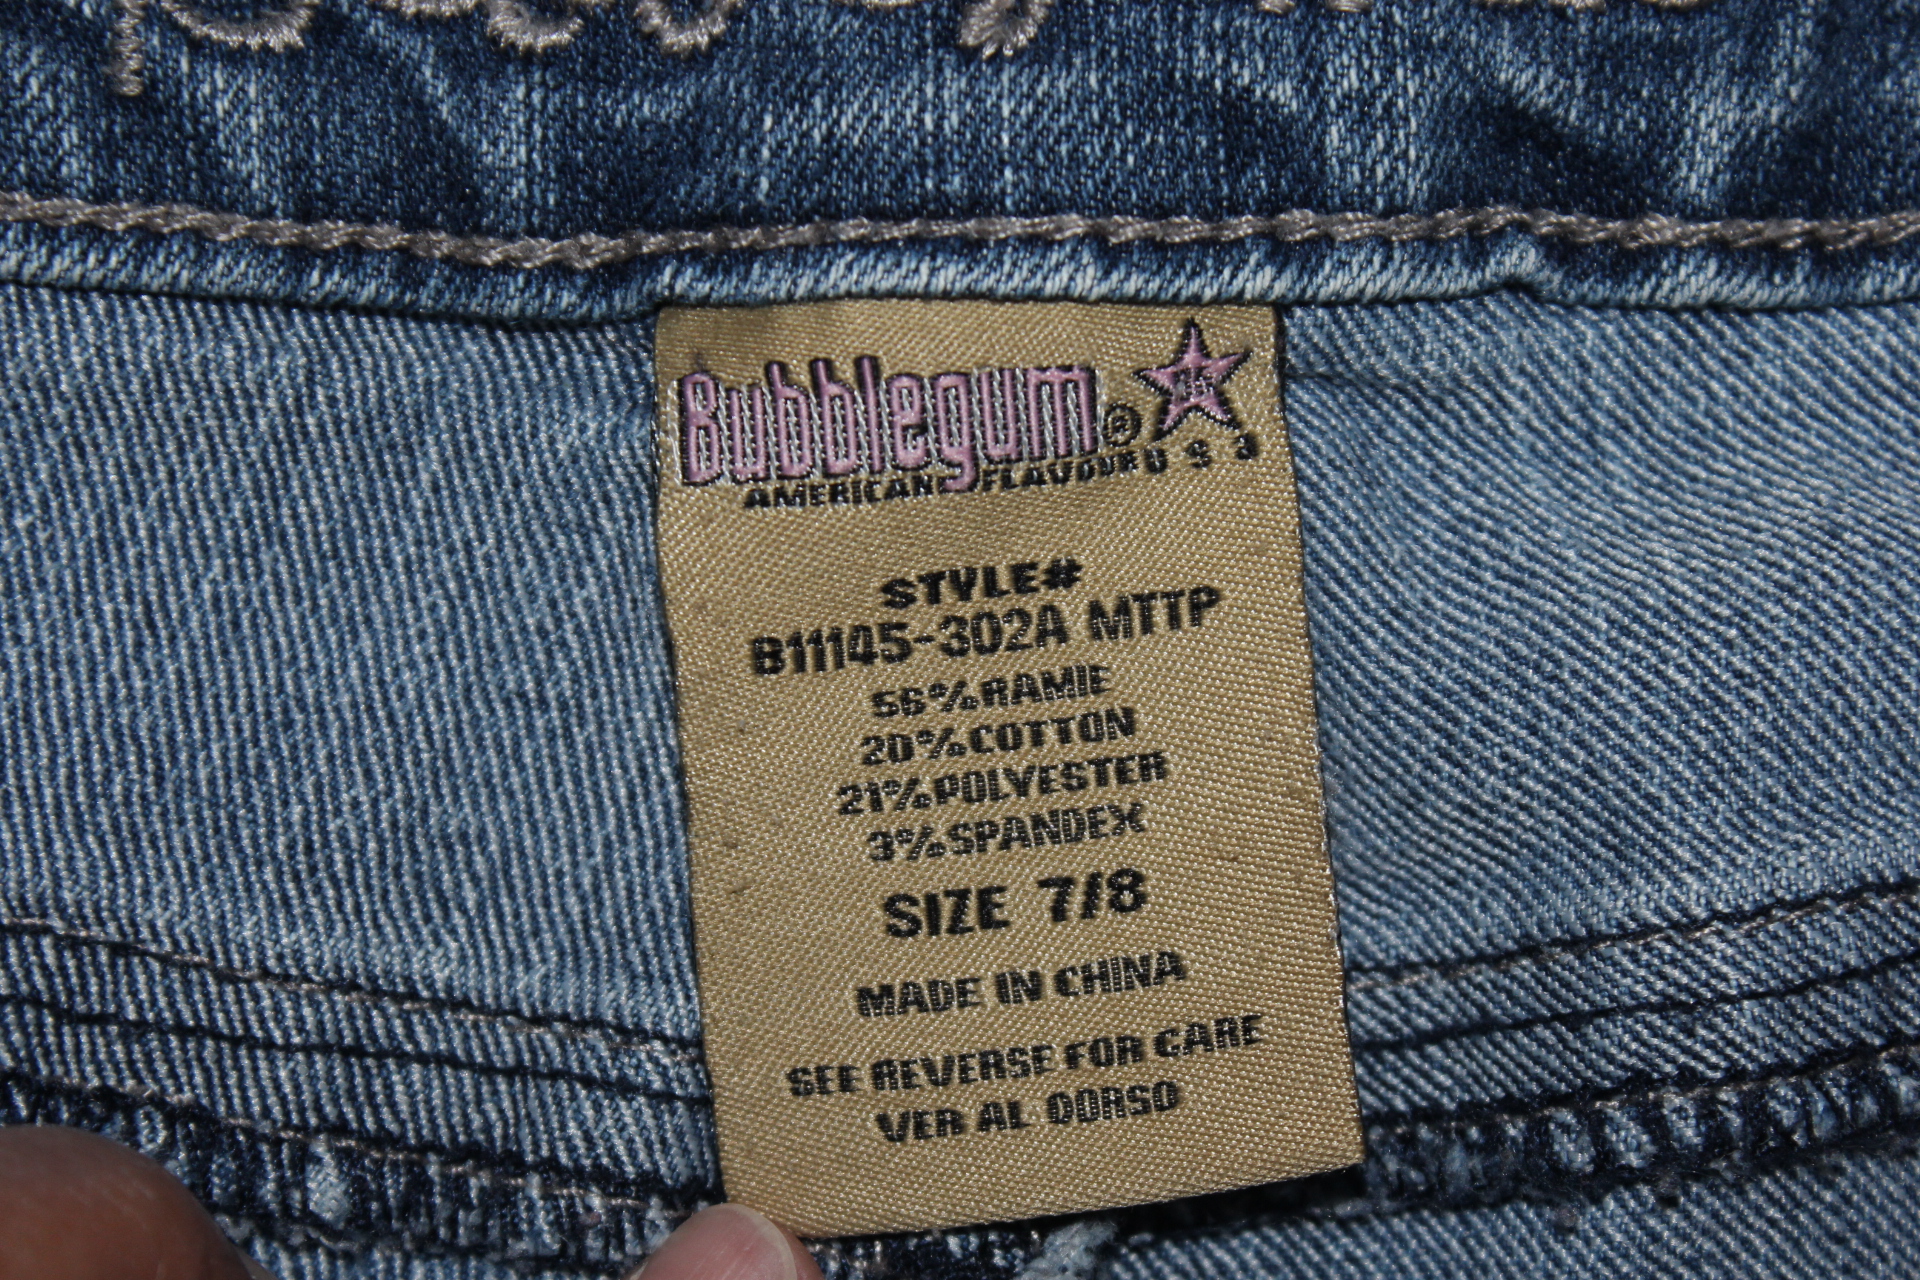 Bubblegum®
AMERICAN FLAVOUR U S A
STYLE#
B11145-302A MTTP
56%RAMIE
20%COTTON
21%POLYESTER
3%SPANDEX
SIZE 7/8
MADE IN CHINA
SEE REVERSE FOR CARE
VER AL DORSO